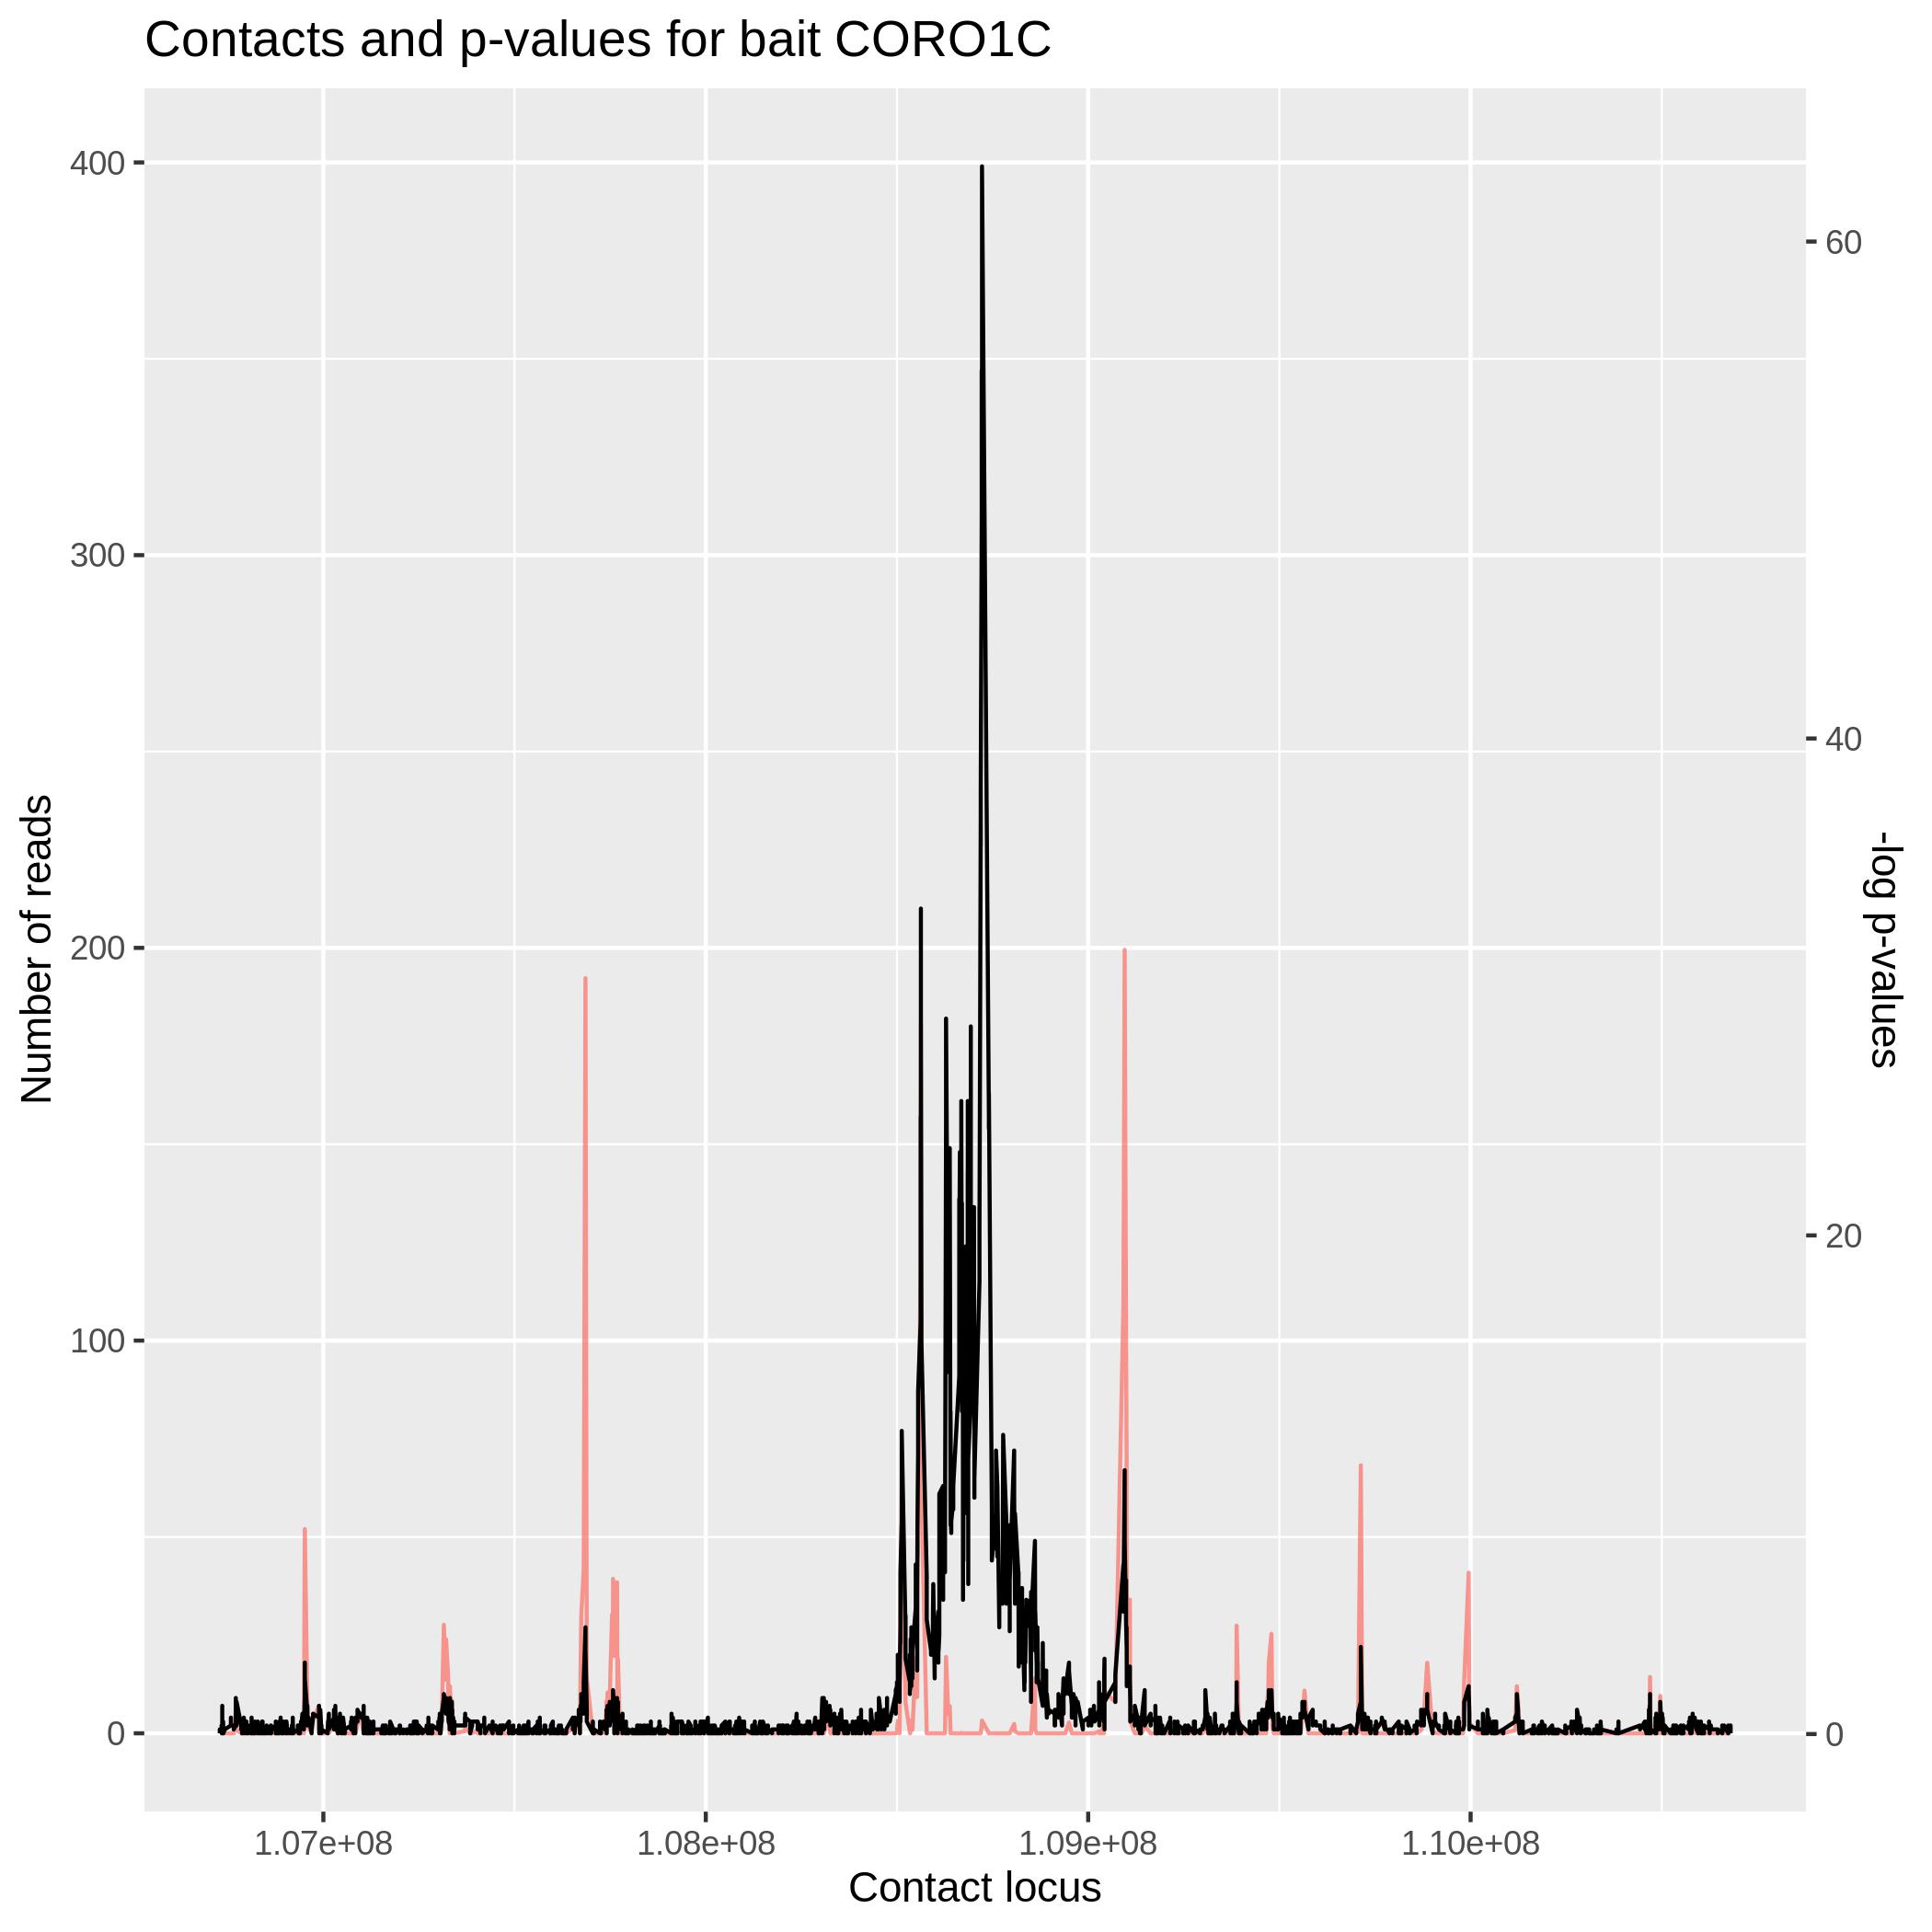 Contacts and p-values for bait CORO1C
400
300
200
100
0
60
40
20
0
Number of reads
-log p-values
1.07e+08
1.08e+08
1.09e+08
1.10e+08
Contact locus